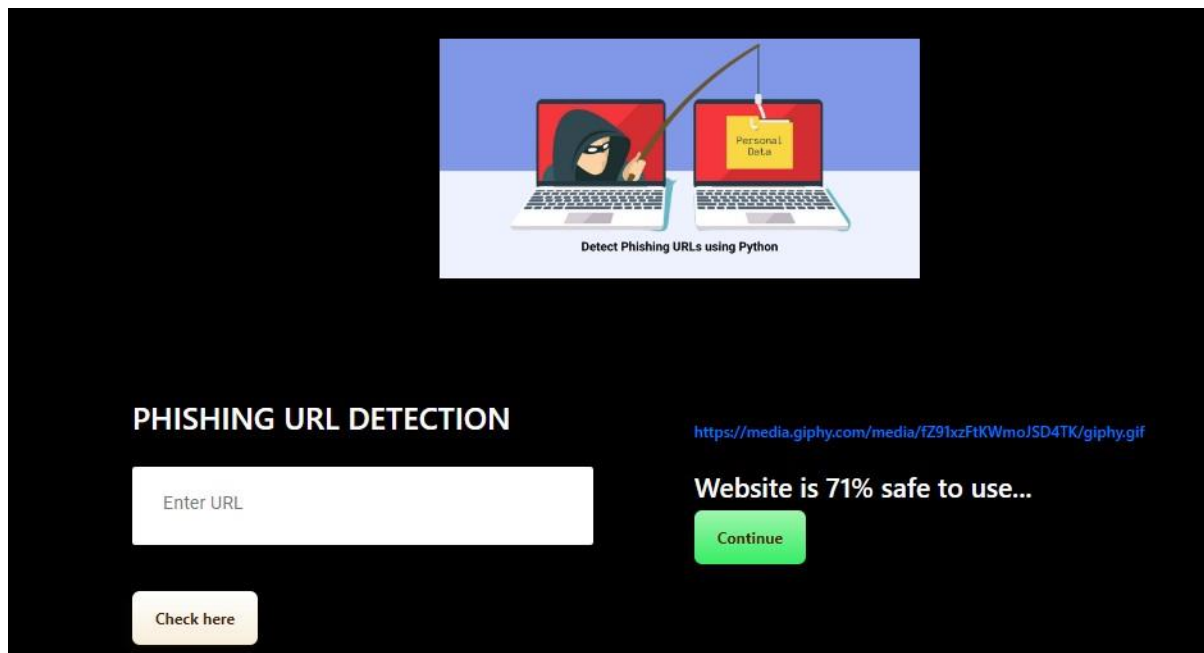 Personal
Data
Detect Phishing URLs using Python
PHISHING URL DETECTION
Enter URL
Check here
https://media.giphy.com/media/fZ91xzFtKWmoJSD4TK/giphy.gif
Website is 71% safe to use...
Continue